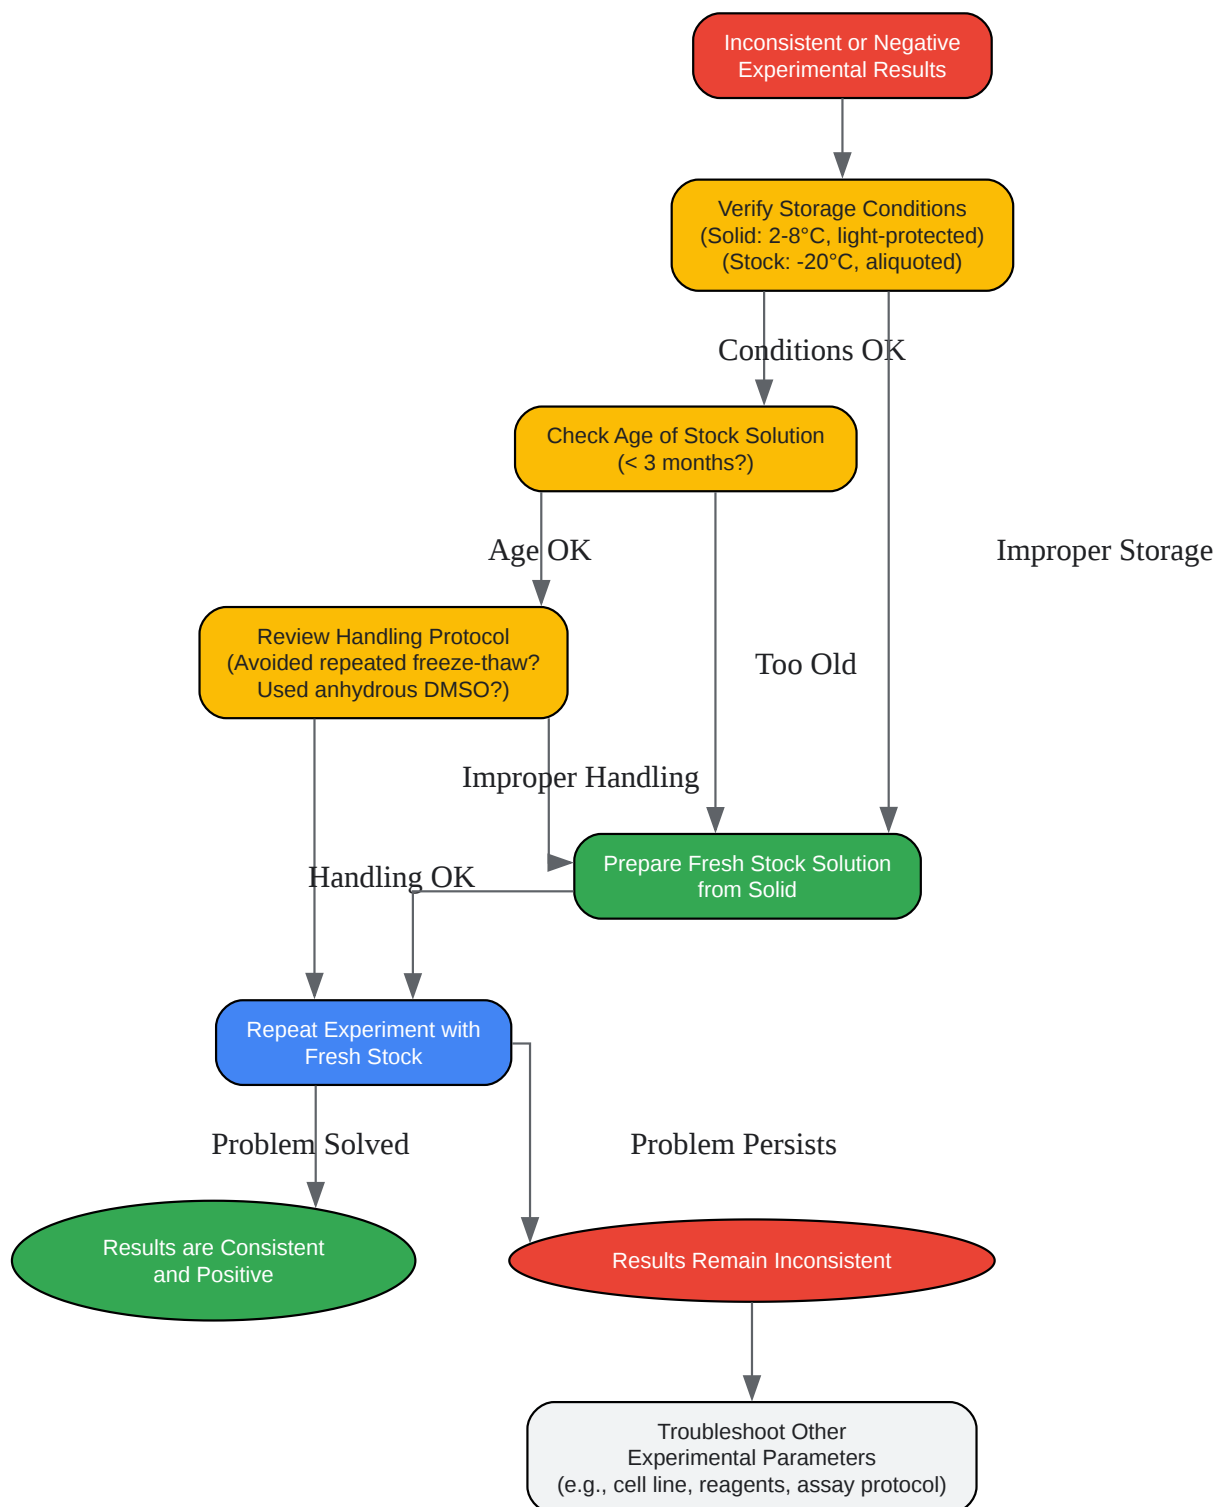 Inconsistent or Negative
Experimental Results
Verify Storage Conditions
(Solid: 2-8°C, light-protected)
(Stock: -20°C, aliquoted)
Conditions OK
Check Age of Stock Solution
(< 3 months?)
Age OK
Improper Storage
Review Handling Protocol
(Avoided repeated freeze-thaw?
Used anhydrous DMSO?)
Too Old
Improper Handling
Prepare Fresh Stock Solution
from Solid
Handling OK
Repeat Experiment with
Fresh Stock
Problem Solved
Problem Persists
Results are Consistent
and Positive
Results Remain Inconsistent
Troubleshoot Other
Experimental Parameters
(e.g., cell line, reagents, assay protocol)